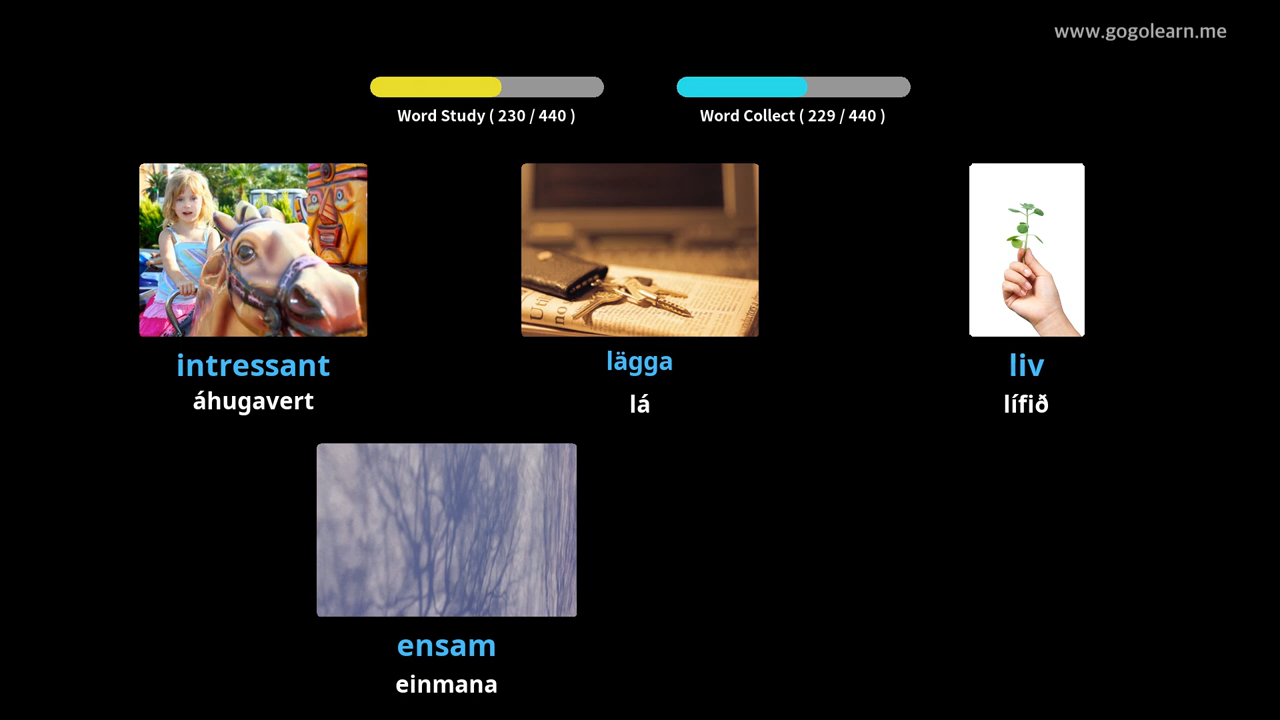 www.gogolearn.me
Word Study ( 230 / 440 )
Word Collect ( 229 / 440 )
intressant
áhugavert
lägga
lá
liv
lífið
ensam
einmana